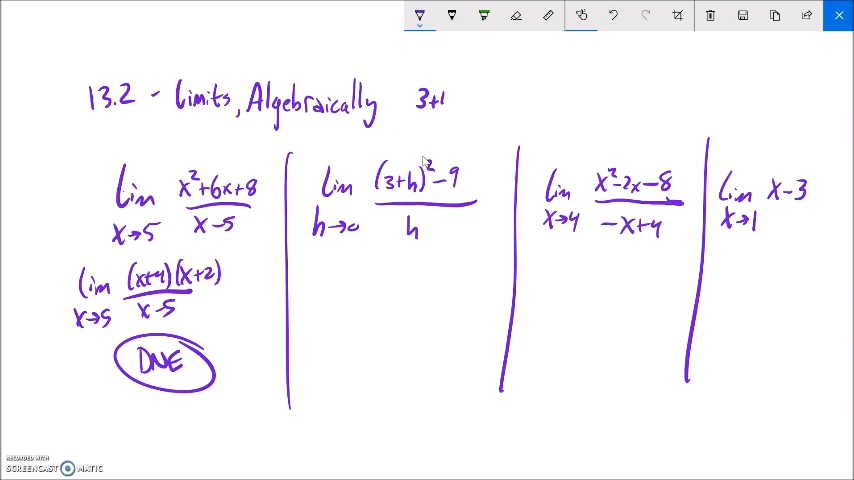 13.2 - Limits, Algebraically 3+1
lim x→5 x²+6x+8 / x-5
lim x→5 (x+4)(x+2) / x-5
DNE
lim h→0 (3+h)²-9 / h
lim x→4 x²-2x-8 / -x+4
lim x→1 x-3
RECORDED WITH
SCREENCAST MATIC